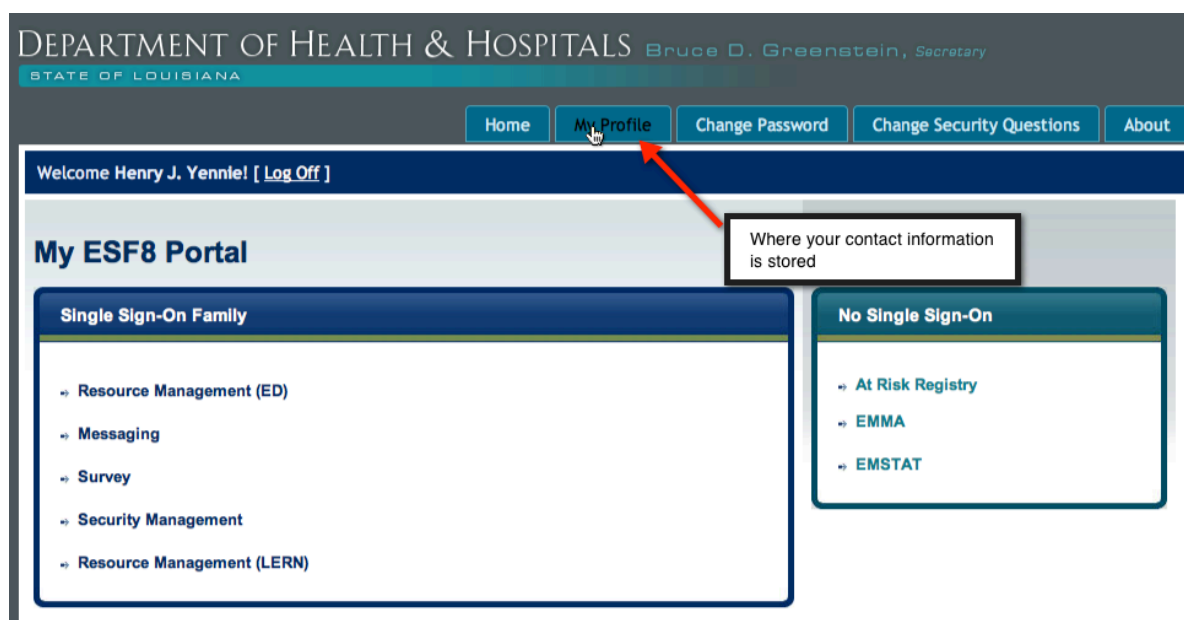 DEPARTMENT OF HEALTH & HOSPITALS Bruce D. Greenstein, Secretary
STATE OF LOUISIANA
Home My Profile Change Password Change Security Questions About
Welcome Henry J. Yennie! [ Log Off ]
Where your contact information
is stored
My ESF8 Portal
Single Sign-On Family
Resource Management (ED)
Messaging
Survey
Security Management
Resource Management (LERN)
No Single Sign-On
At Risk Registry
EMMA
EMSTAT